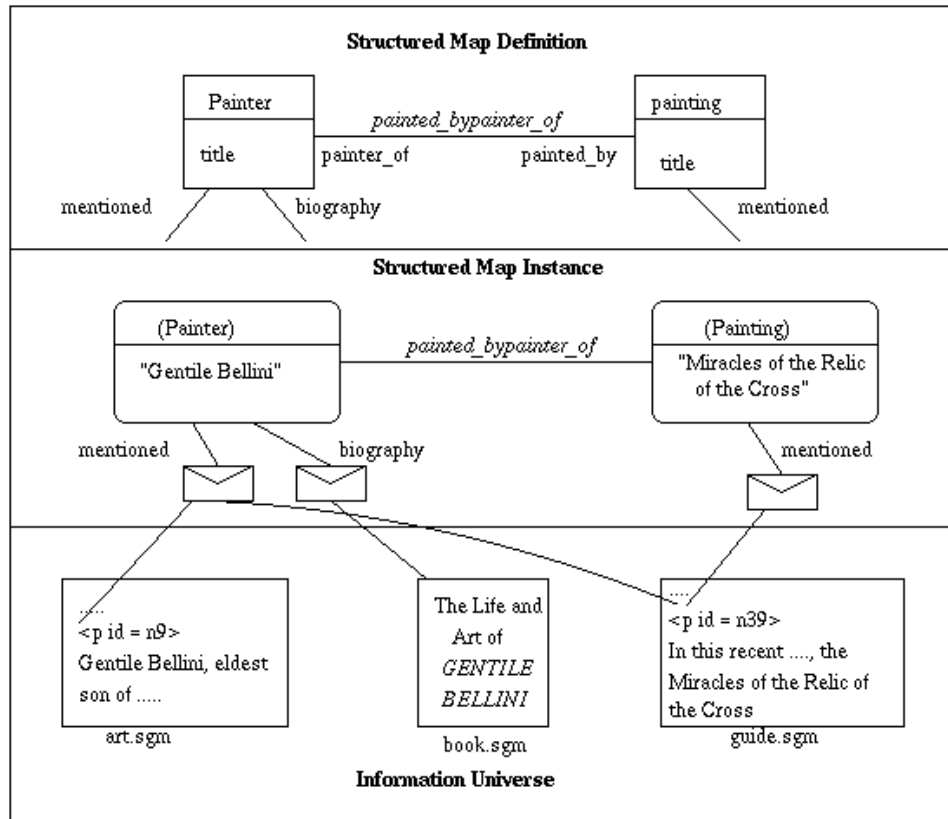 Structured Map Definition
Painter
painting
painted_bypainter_of
title
painter_of
painted_by
title
mentioned
biography
mentioned
Structured Map Instance
(Painter)
(Painting)
painted_bypainter_of
"Gentile Bellini"
"Miracles of the Relic
of the Cross"
mentioned
biography
mentioned
.....
<p id = n9>
Gentile Bellini, eldest
son of .....
art.sgm
The Life and
Art of
GENTILE
BELLINI
book.sgm
....
<p id = n39>
In this recent ...., the
Miracles of the Relic of
the Cross
guide.sgm
Information Universe